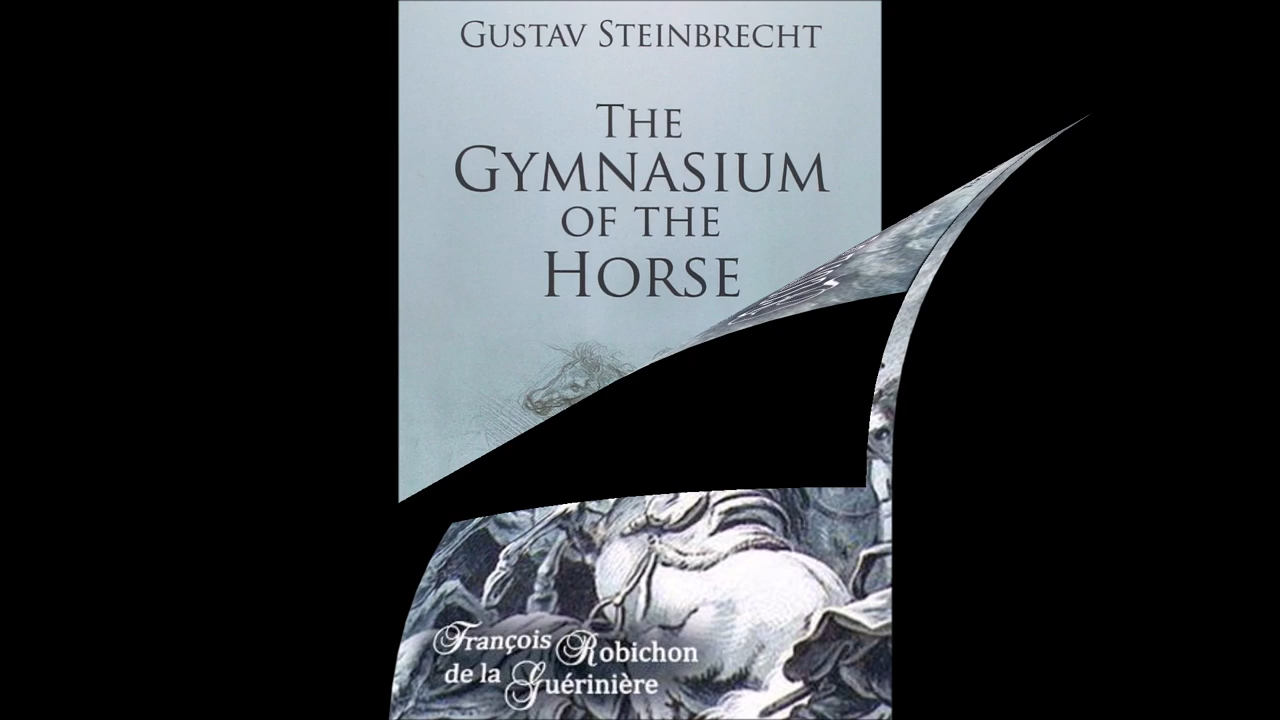 GUSTAV STEINBRECHT
THE
GYMNASIUM
OF THE
HORSE
François Robichon
de la Guérinière